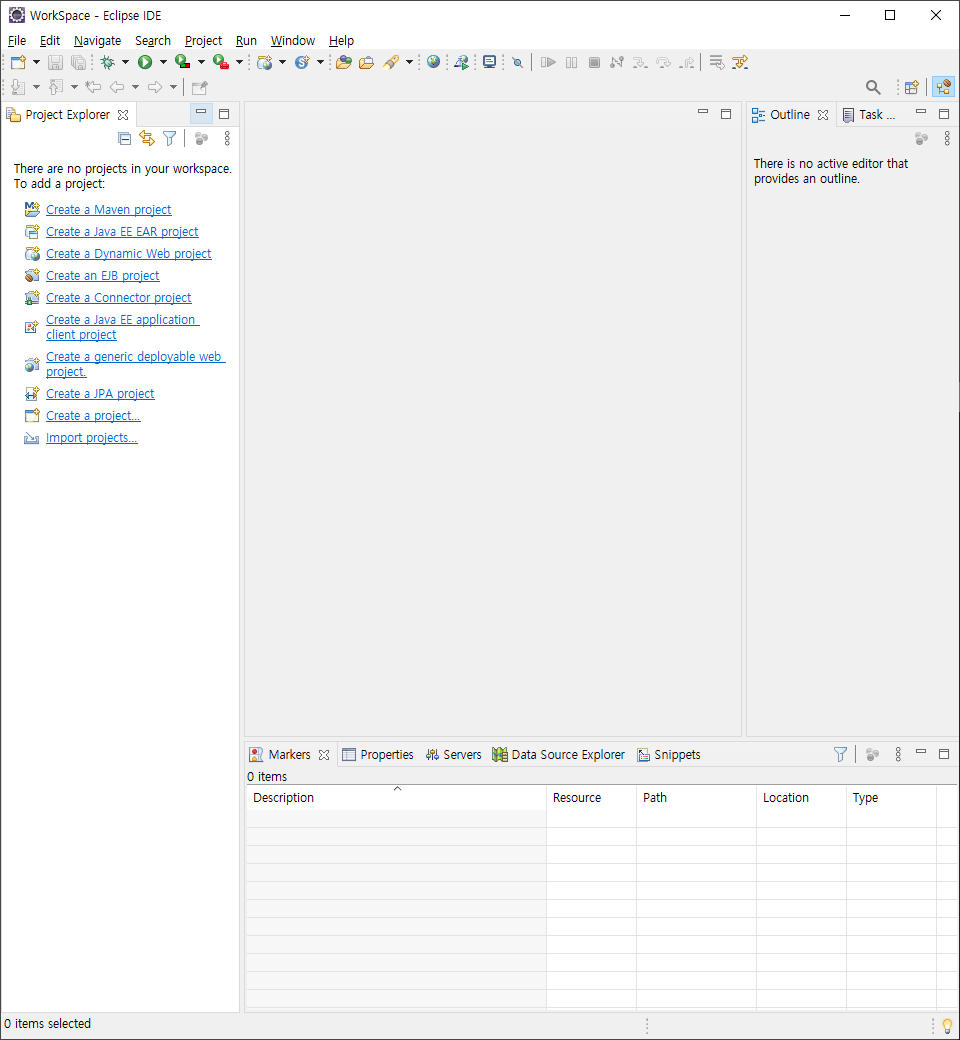 WorkSpace - Eclipse IDE
File Edit Navigate Search Project Run Window Help
Project Explorer
There are no projects in your workspace.
To add a project:
Create a Maven project
Create a Java EE EAR project
Create a Dynamic Web project
Create an EJB project
Create a Connector project
Create a Java EE application
client project
Create a generic deployable web
project.
Create a JPA project
Create a project...
Import projects...
Outline Task ...
There is no active editor that
provides an outline.
Markers Properties Servers Data Source Explorer Snippets
0 items
Description Resource Path Location Type
0 items selected